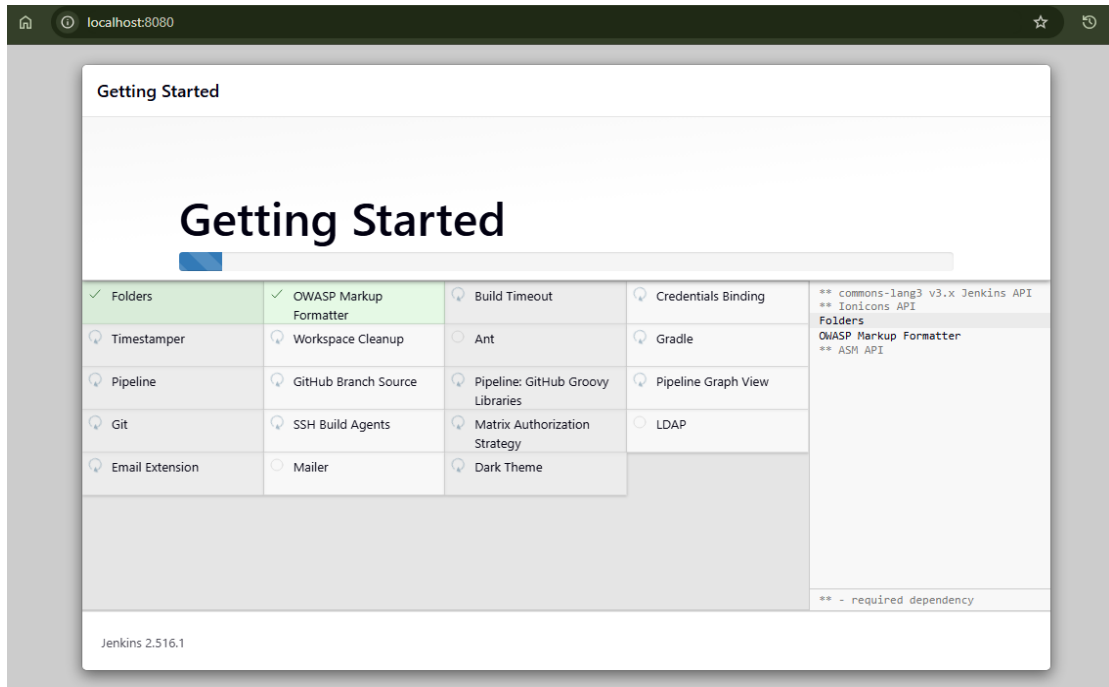 localhost:8080
Getting Started
Getting Started
Folders
OWASP Markup
Formatter
Build Timeout
Credentials Binding
Timestamper
Workspace Cleanup
Ant
Gradle
Pipeline
GitHub Branch Source
Pipeline: GitHub Groovy
Libraries
Pipeline Graph View
Git
SSH Build Agents
Matrix Authorization
Strategy
LDAP
Email Extension
Mailer
Dark Theme
** commons-lang3 v3.x Jenkins API
** Ionicons API
Folders
OWASP Markup Formatter
** ASM API
** - required dependency
Jenkins 2.516.1